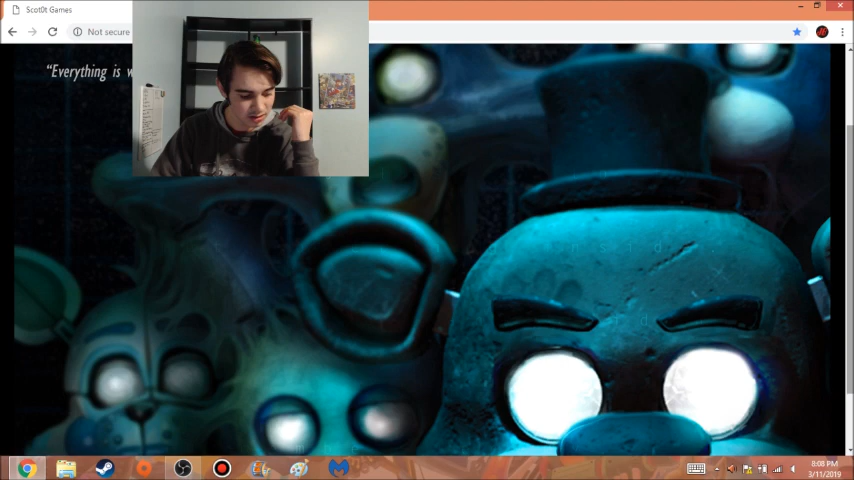 Scot0t Games
Not secure
“Everything is w
n s i d
d
8:08 PM
3/11/2019